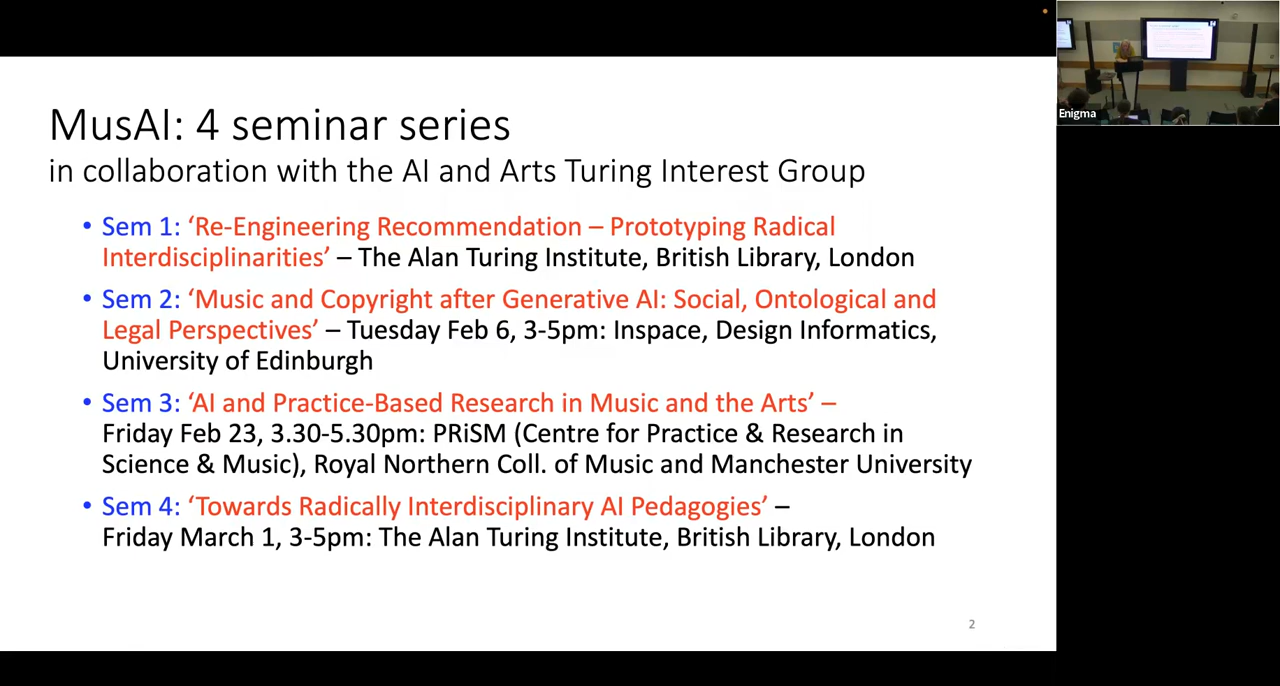 MusAI: 4 seminar series
in collaboration with the AI and Arts Turing Interest Group
• Sem 1: ‘Re-Engineering Recommendation – Prototyping Radical
Interdisciplinarities’ – The Alan Turing Institute, British Library, London
• Sem 2: ‘Music and Copyright after Generative AI: Social, Ontological and
Legal Perspectives’ – Tuesday Feb 6, 3-5pm: Inspace, Design Informatics,
University of Edinburgh
• Sem 3: ‘AI and Practice-Based Research in Music and the Arts’ –
Friday Feb 23, 3.30-5.30pm: PRiSM (Centre for Practice & Research in
Science & Music), Royal Northern Coll. of Music and Manchester University
• Sem 4: ‘Towards Radically Interdisciplinary AI Pedagogies’ –
Friday March 1, 3-5pm: The Alan Turing Institute, British Library, London
2
Enigma